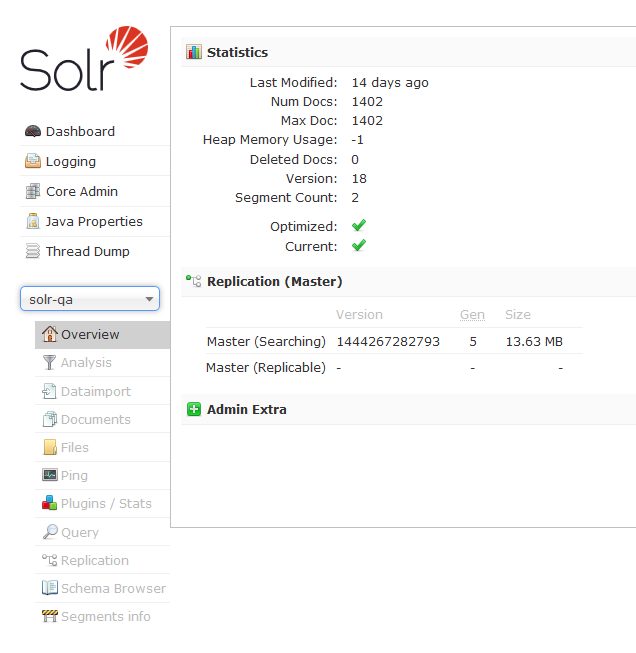 Solr
Dashboard
Logging
Core Admin
Java Properties
Thread Dump
solr-qa
Overview
Analysis
Dataimport
Documents
Files
Ping
Plugins / Stats
Query
Replication
Schema Browser
Segments info
Statistics
Last Modified: 14 days ago
Num Docs: 1402
Max Doc: 1402
Heap Memory Usage: -1
Deleted Docs: 0
Version: 18
Segment Count: 2
Optimized:
Current:
Replication (Master)
Version Gen Size
Master (Searching) 1444267282793 5 13.63 MB
Master (Replicable) - - -
Admin Extra